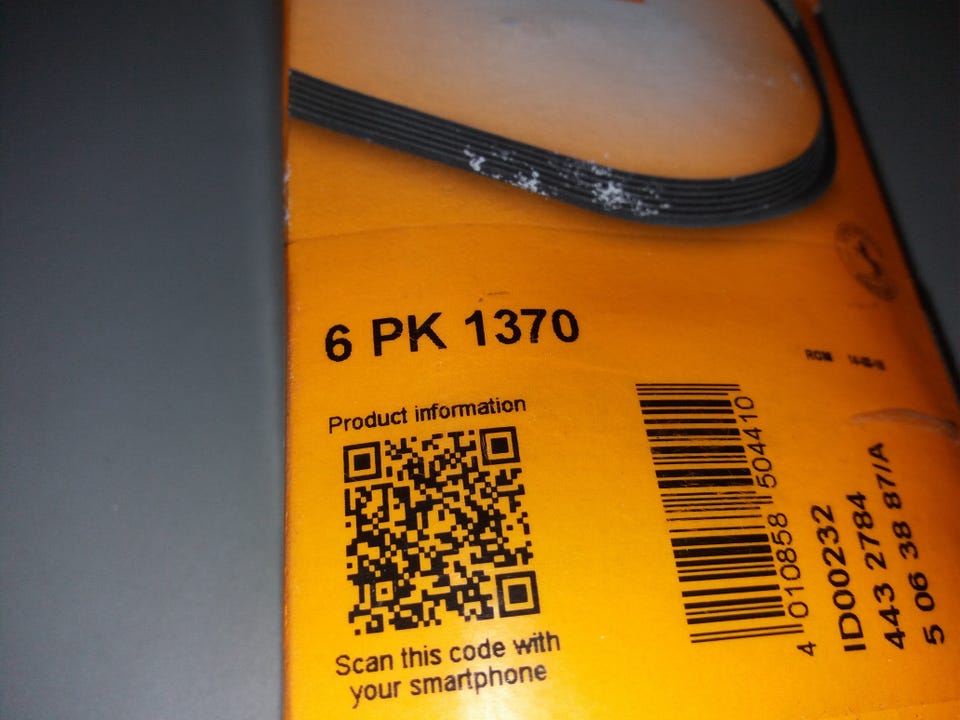 6 PK 1370
Product information
Scan this code with
your smartphone
4 010858 504410
ID00232
443 2784
5 06 38 87/A
ROM